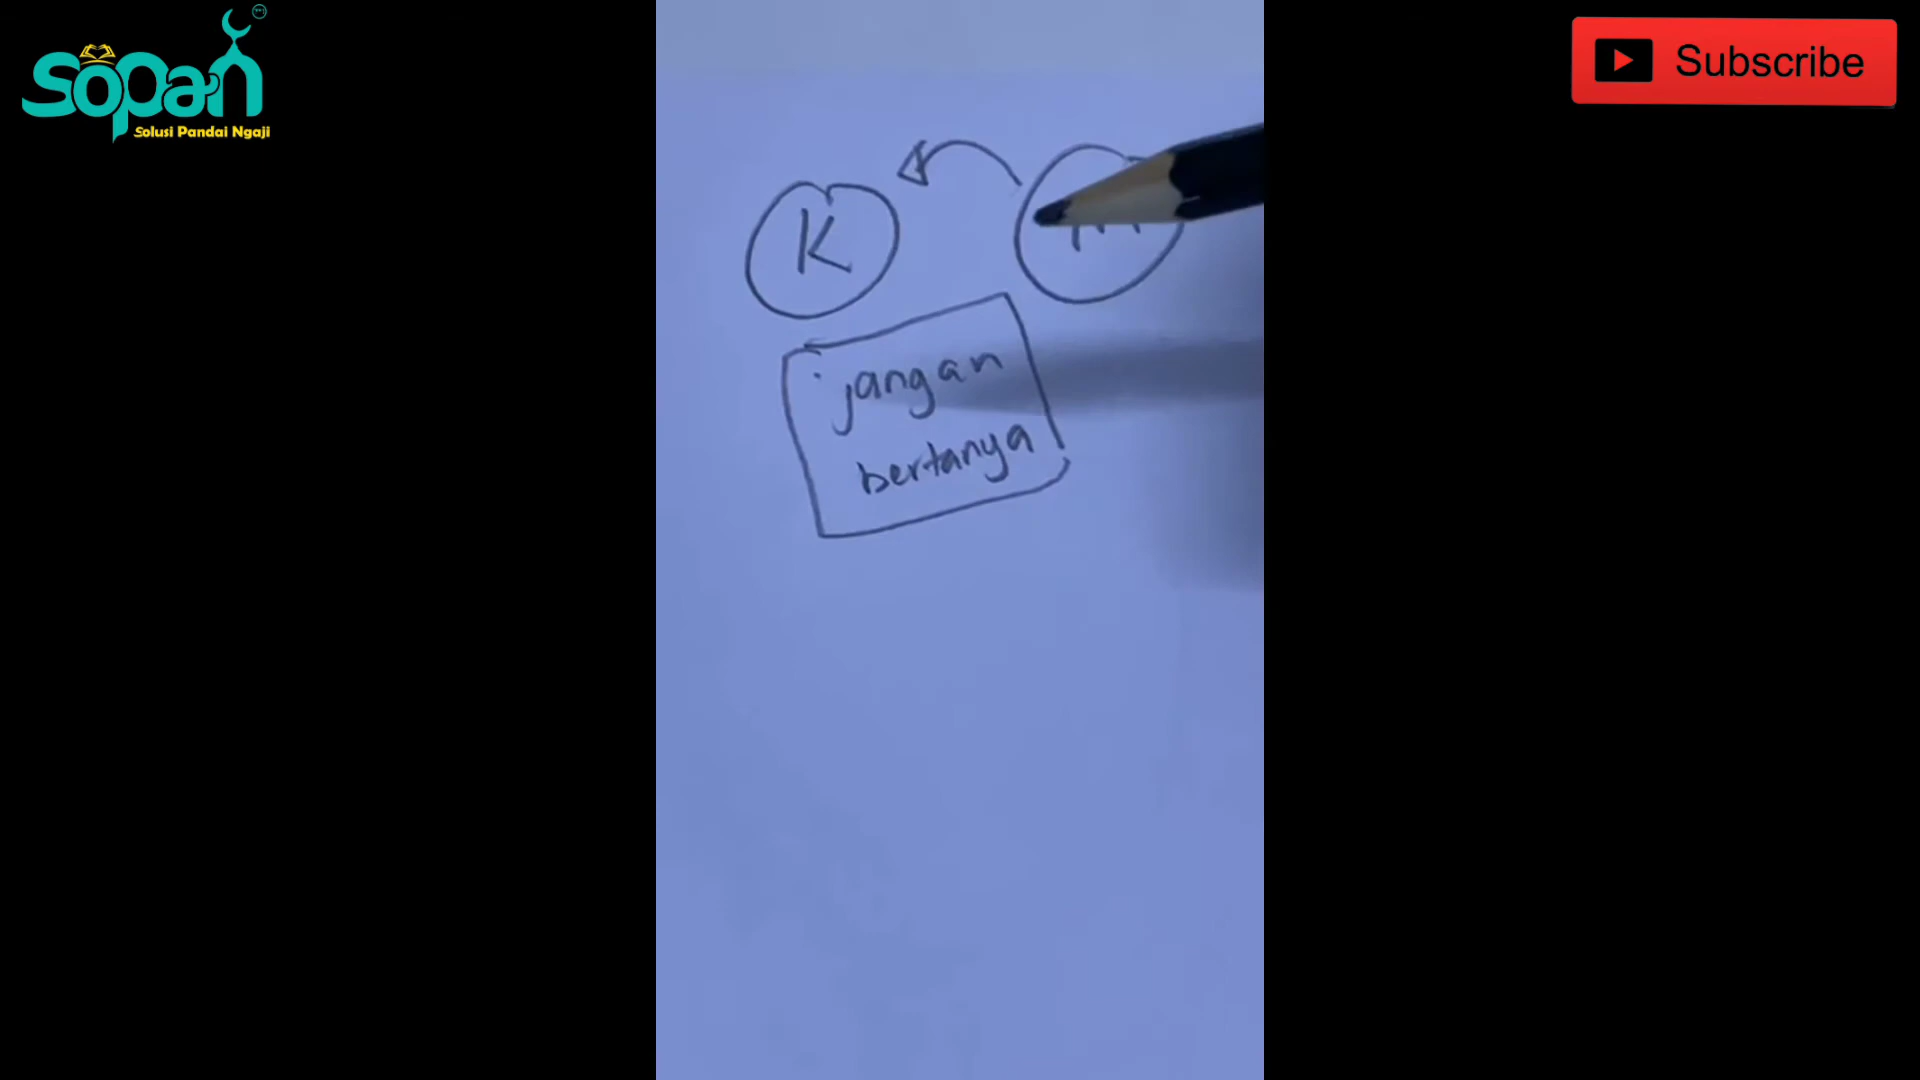 sopan
Solusi Pandai Ngaji
Subscribe
K
jangan
bertanya